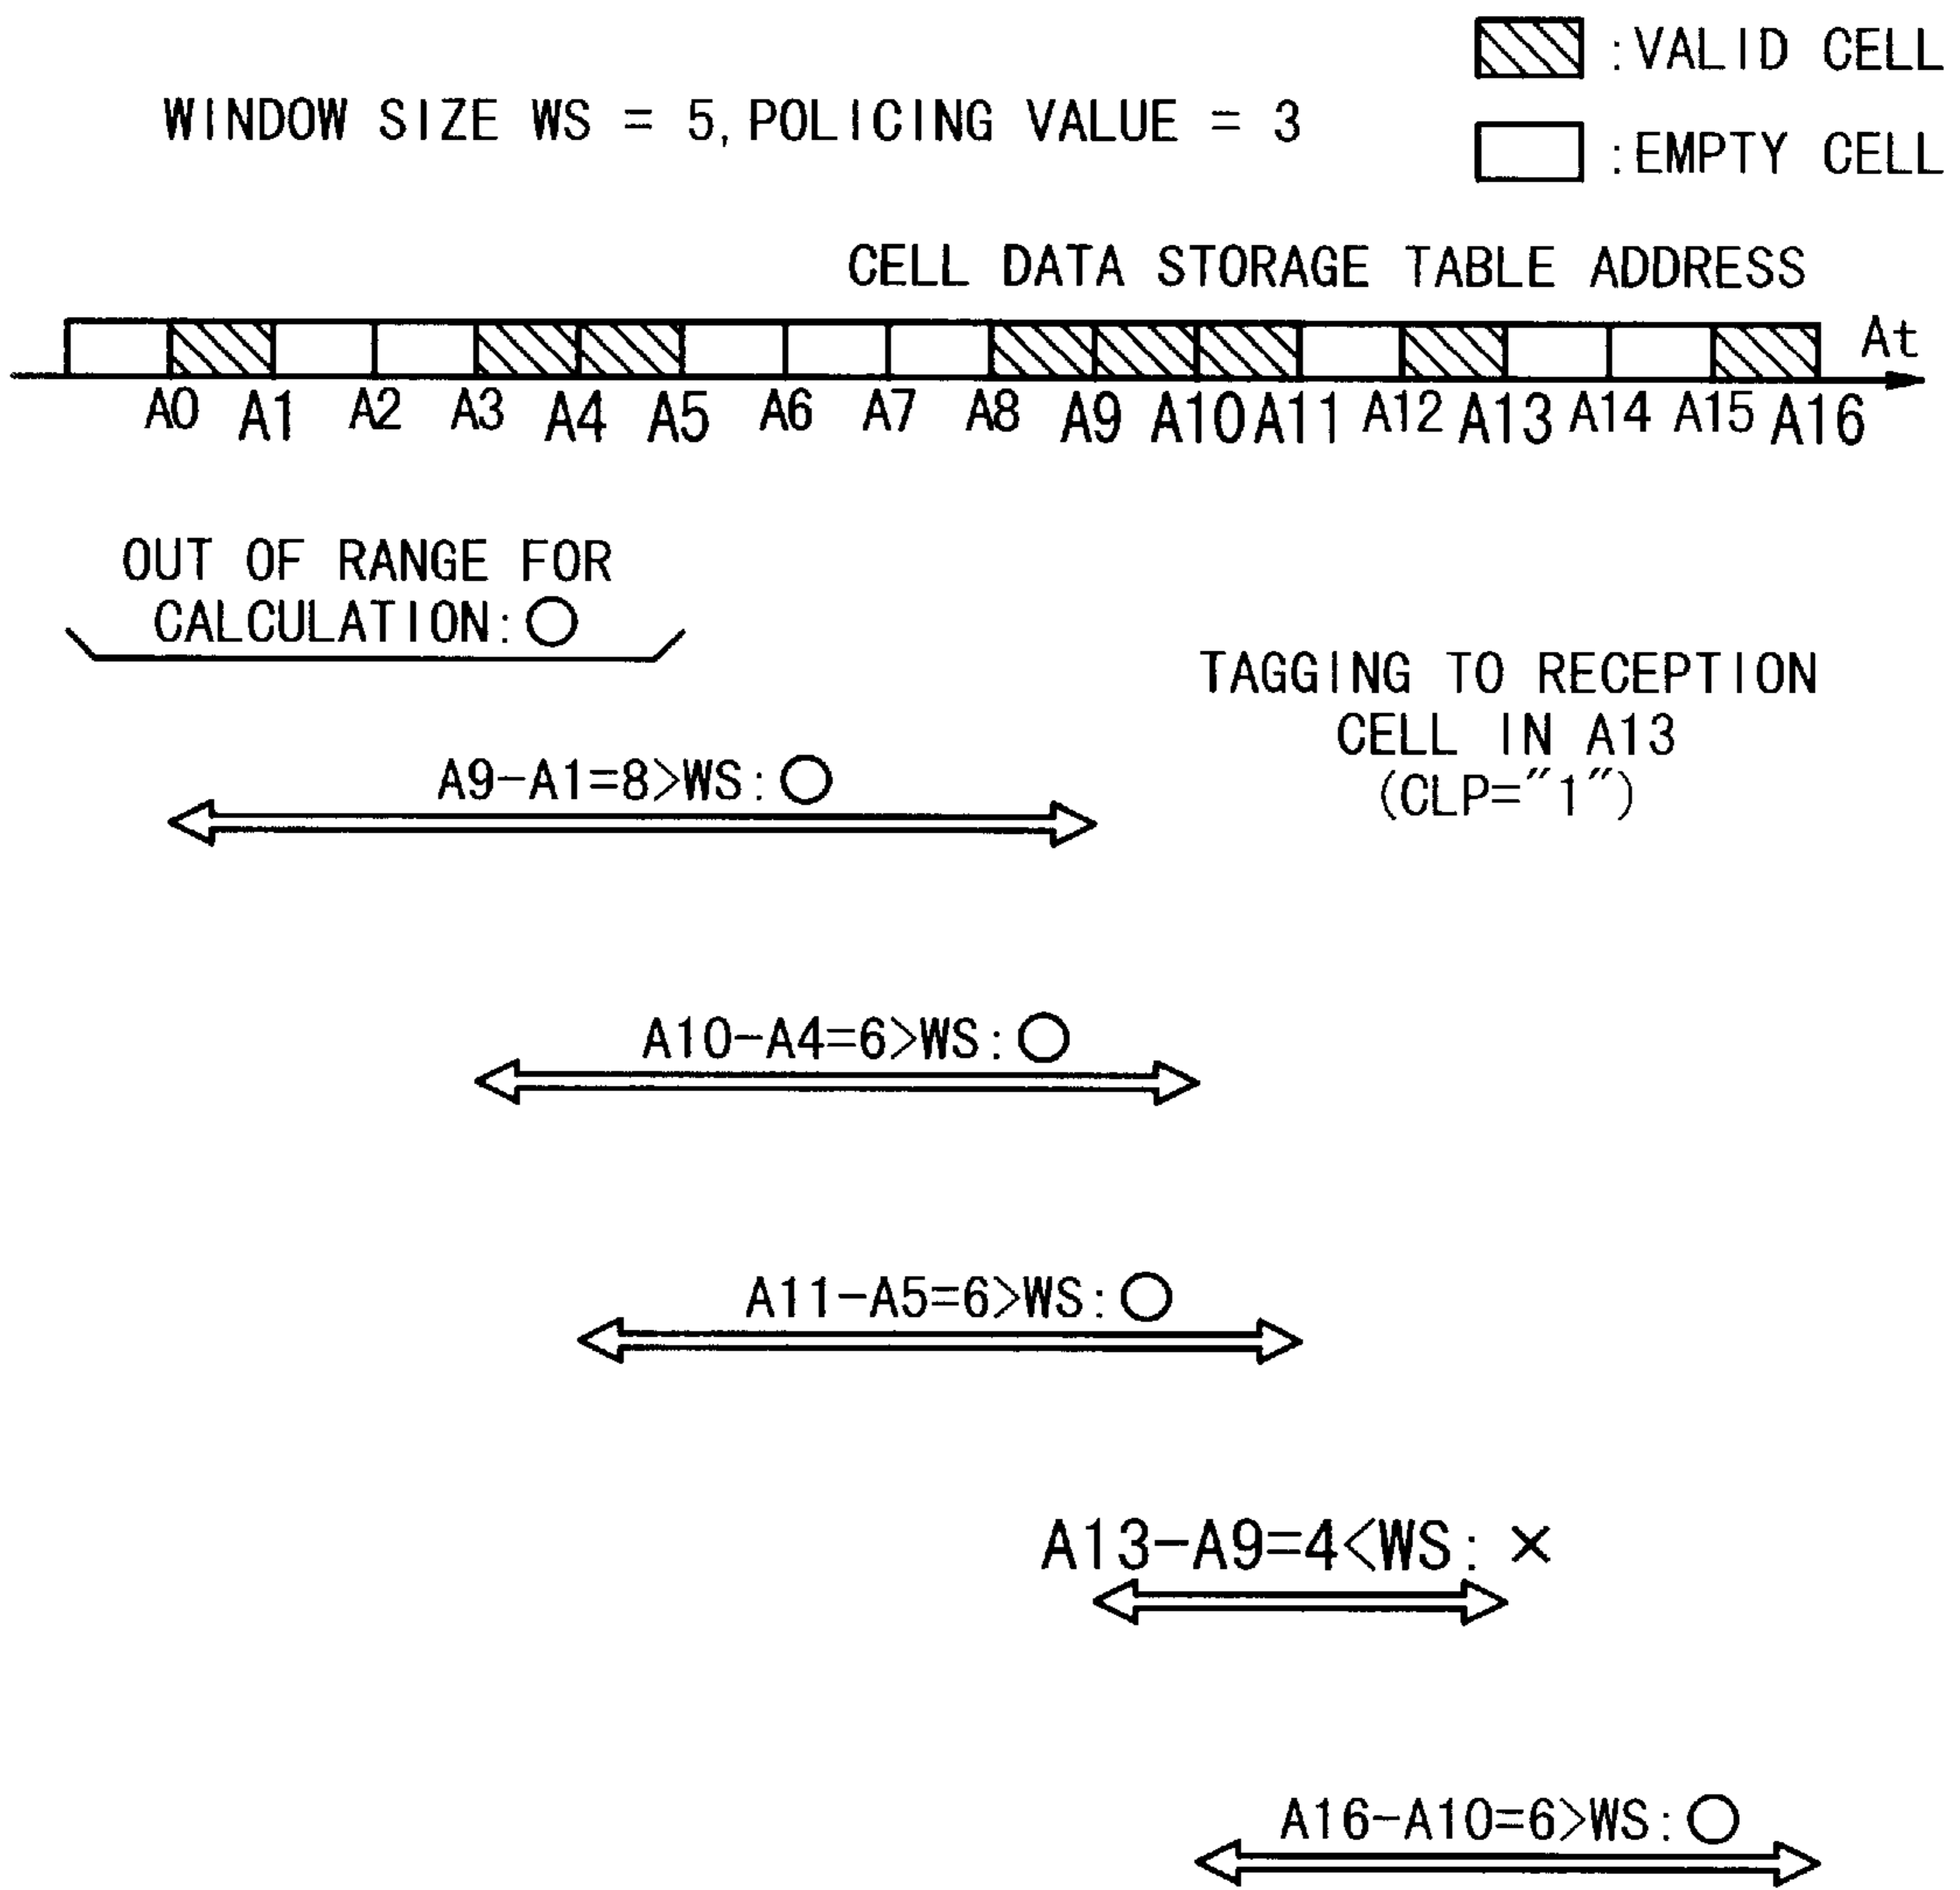 :VALID CELL
WINDOW SIZE WS = 5, POLICING VALUE = 3
:EMPTY CELL
CELL DATA STORAGE TABLE ADDRESS
At
A0 A1 A2 A3 A4 A5 A6 A7 A8 A9 A10 A11 A12 A13 A14 A15 A16
OUT OF RANGE FOR
CALCULATION:○
TAGGING TO RECEPTION
CELL IN A13
(CLP="1")
A9-A1=8>WS:○
A10-A4=6>WS:○
A11-A5=6>WS:○
A13-A9=4<WS: ×
A16-A10=6>WS:○